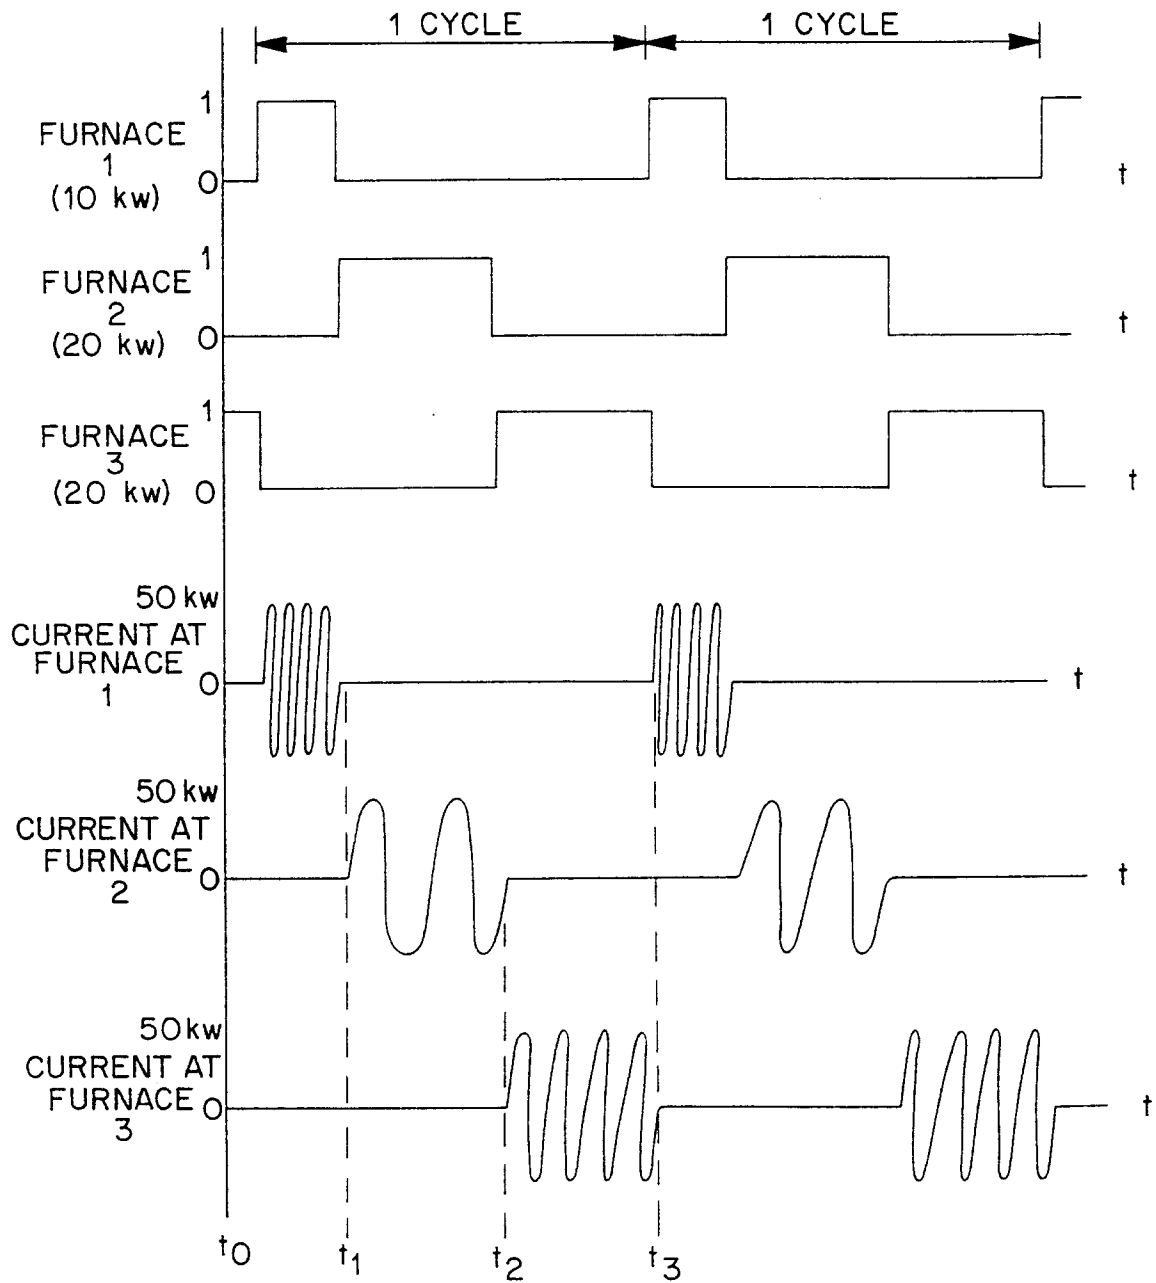 1 CYCLE 1 CYCLE
1
FURNACE
1
(10 kw) 0 t
1
FURNACE
2
(20 kw) 0 t
1
FURNACE
3
(20 kw) 0 t
50 kw
CURRENT AT
FURNACE
1 0 t
50 kw
CURRENT AT
FURNACE
2 0 t
50 kw
CURRENT AT
FURNACE
3 0 t
t0 t1 t2 t3